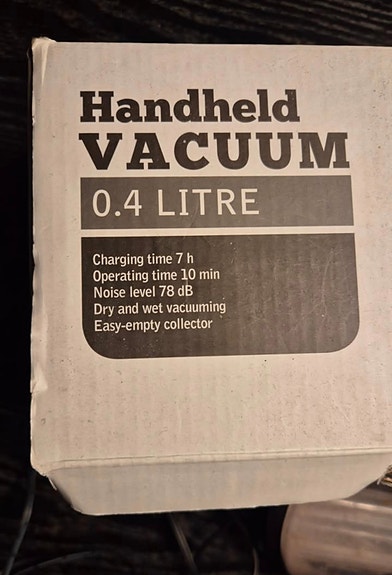 Handheld
VACUUM
0.4 LITRE
Charging time 7 h
Operating time 10 min
Noise level 78 dB
Dry and wet vacuuming
Easy-empty collector